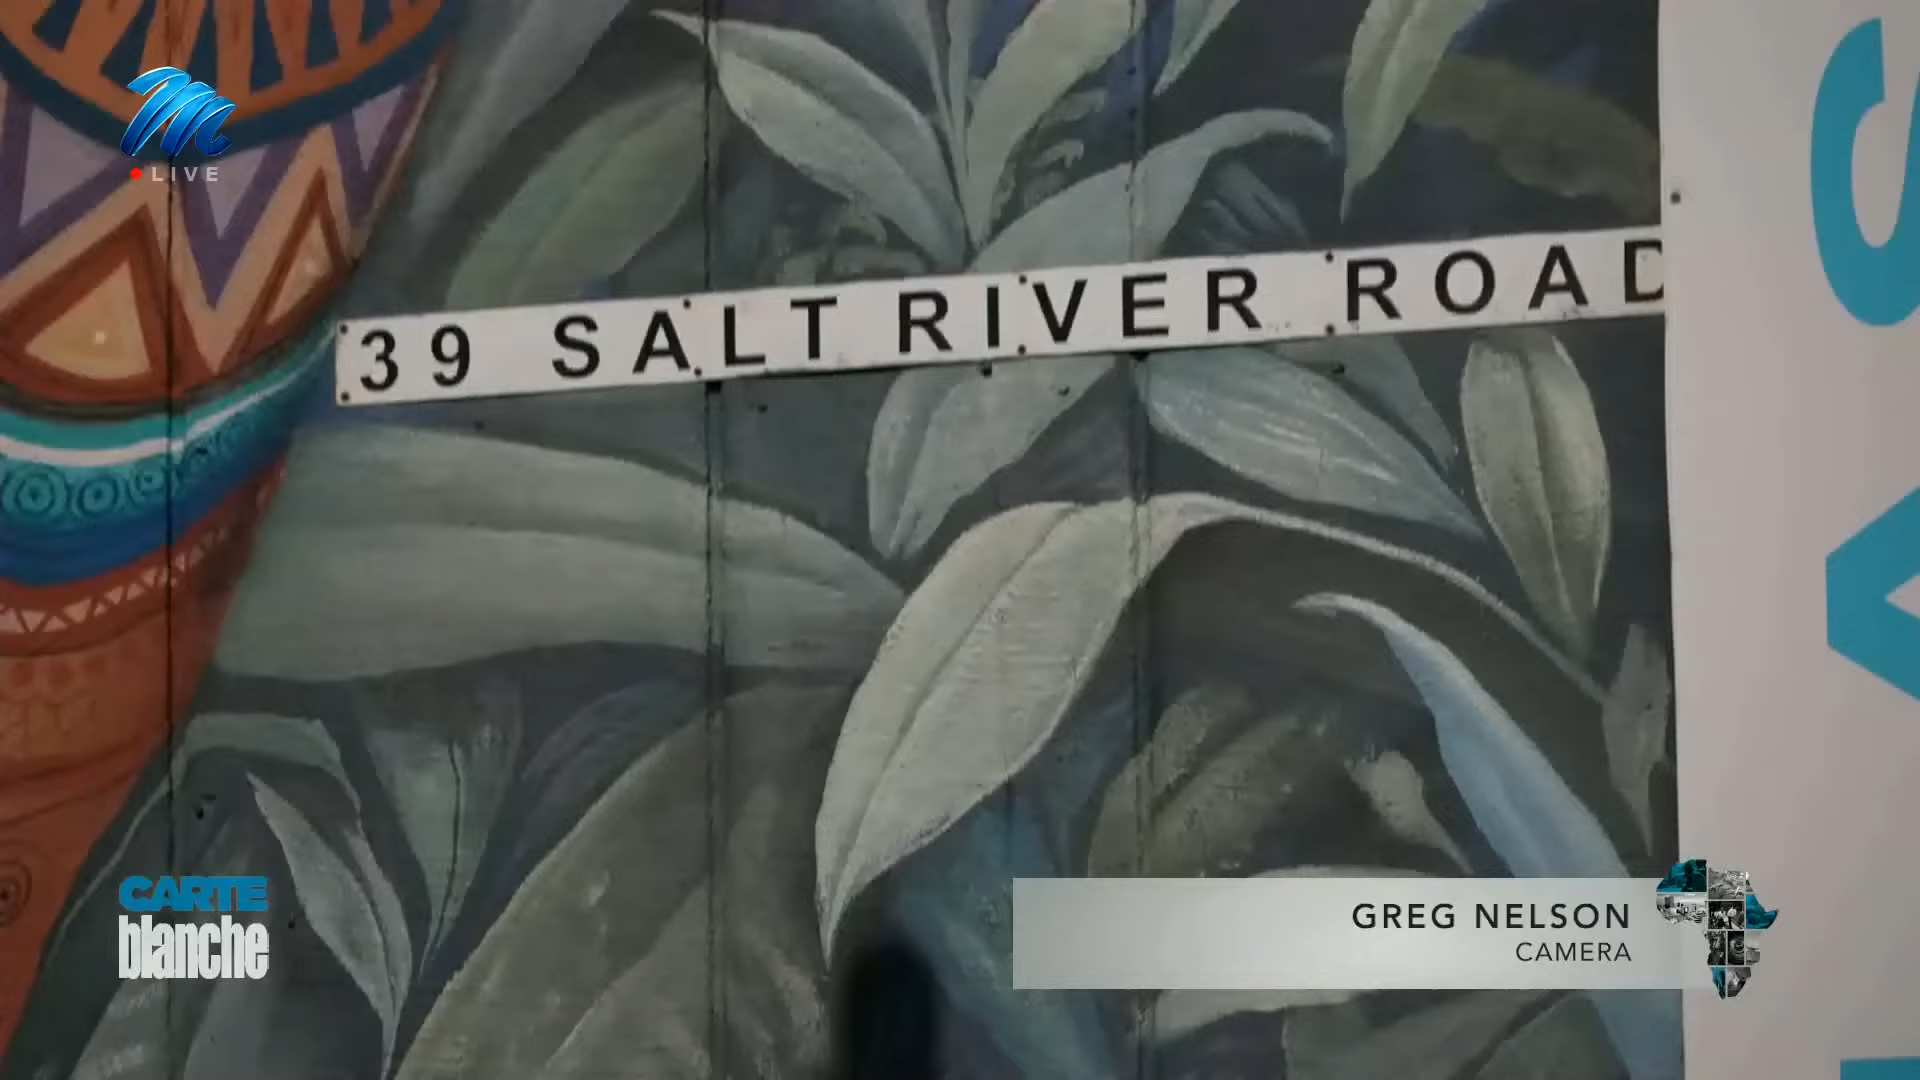 LIVE
39 SALT RIVER ROAD
CARTE
blanche
GREG NELSON
CAMERA